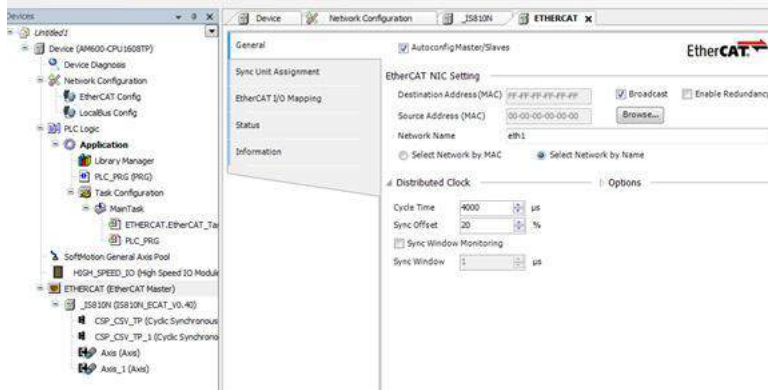 Devices
Untitled1
Device (AM600-CPU1608TP)
Device Diagnosis
Network Configuration
EtherCAT Config
LocalBus Config
PLC Logic
Application
Library Manager
PLC_PRG (PRG)
Task Configuration
MainTask
ETHERCAT.EtherCAT_Ta
PLC_PRG
SoftMotion General Axis Pool
HIGH_SPEED_IO (High Speed IO Module
ETHERCAT (EtherCAT Master)
_IS810N (IS810N_ECAT_V0.40)
CSP_CSV_TP (Cyclic Synchronous
CSP_CSV_TP_1 (Cyclic Synchrono
Axis (Axis)
Axis_1 (Axis)
Device
Network Configuration
_IS810N
ETHERCAT
General
Sync Unit Assignment
EtherCAT I/O Mapping
Status
Information
Autoconfig Master/Slaves
EtherCAT
EtherCAT NIC Setting
Destination Address (MAC) FF-FF-FF-FF-FF-FF Broadcast Enable Redundancy
Source Address (MAC) 00-00-00-00-00-00 Browse...
Network Name eth1
Select Network by MAC Select Network by Name
Distributed Clock Options
Cycle Time 4000 µs
Sync Offset 20 %
Sync Window Monitoring
Sync Window 1 µs